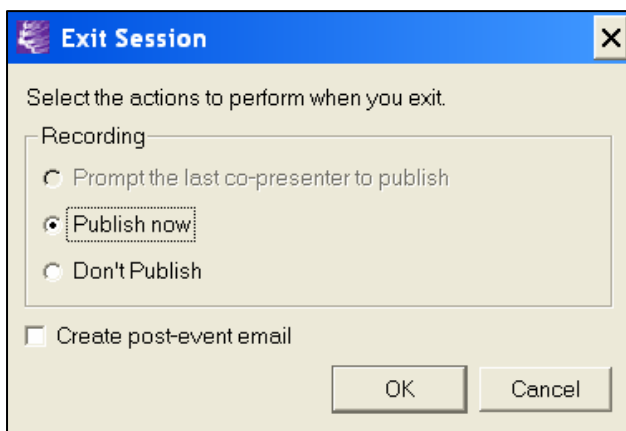 Exit Session
Select the actions to perform when you exit.
Recording
Prompt the last co-presenter to publish
Publish now
Don't Publish
Create post-event email
OK Cancel